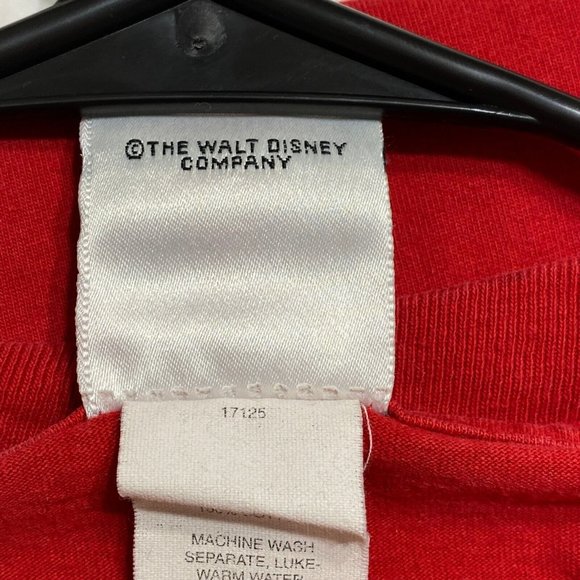 ©THE WALT DISNEY
COMPANY
17125
MACHINE WASH
SEPARATE, LUKE-
WARM WATER